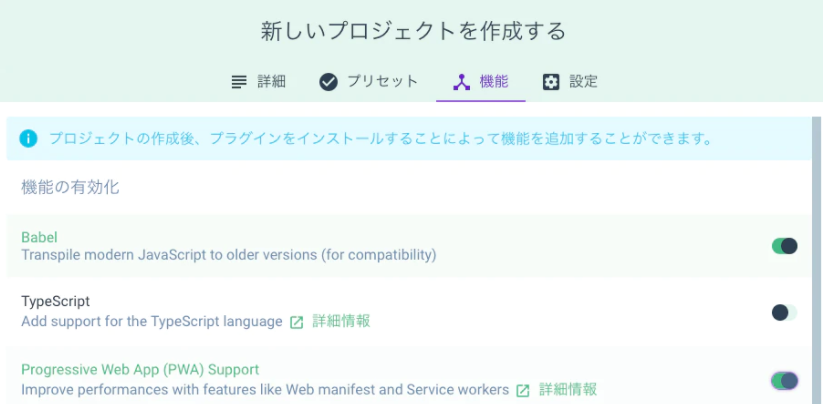 新しいプロジェクトを作成する
詳細 プリセット 機能 設定
プロジェクトの作成後、プラグインをインストールすることによって機能を追加することができます。
機能の有効化
Babel
Transpile modern JavaScript to older versions (for compatibility)
TypeScript
Add support for the TypeScript language 詳細情報
Progressive Web App (PWA) Support
Improve performances with features like Web manifest and Service workers 詳細情報